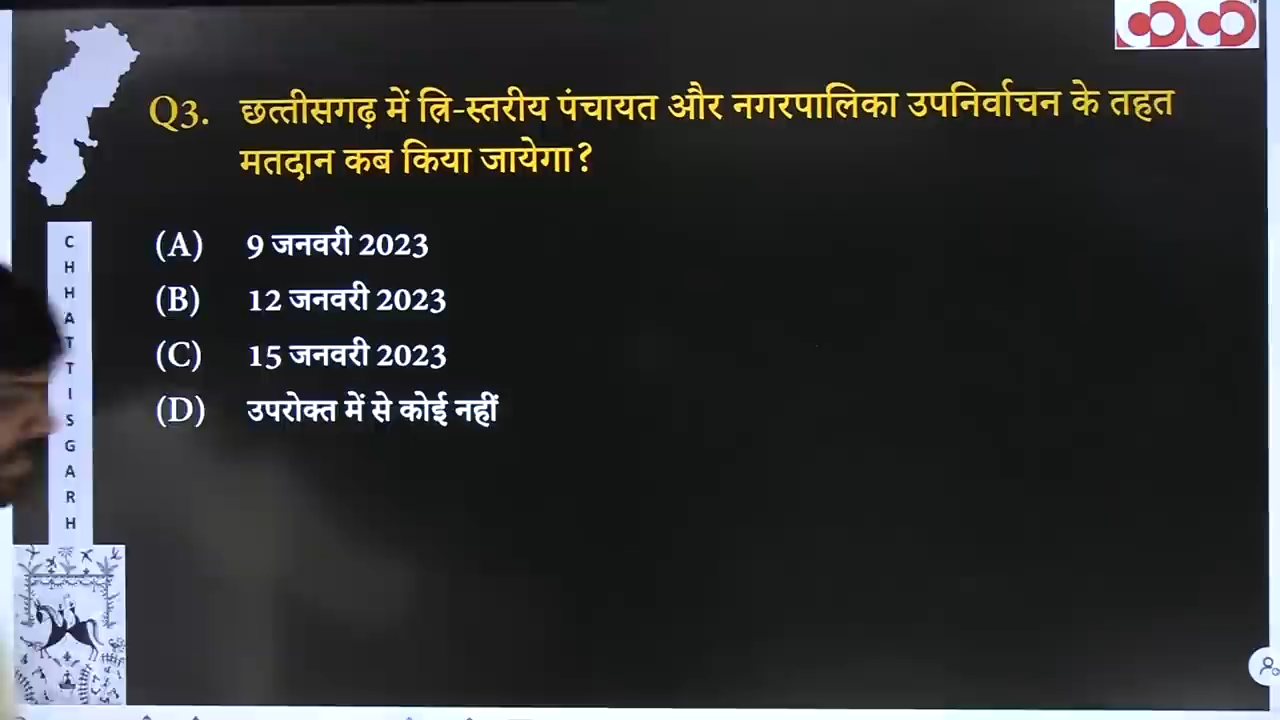 Q3. छत्तीसगढ़ में त्रि-स्तरीय पंचायत और नगरपालिका उपनिर्वाचन के तहत
मतदान कब किया जायेगा?
(A) 9 जनवरी 2023
(B) 12 जनवरी 2023
(C) 15 जनवरी 2023
(D) उपरोक्त में से कोई नहीं
CHHATTISGARH